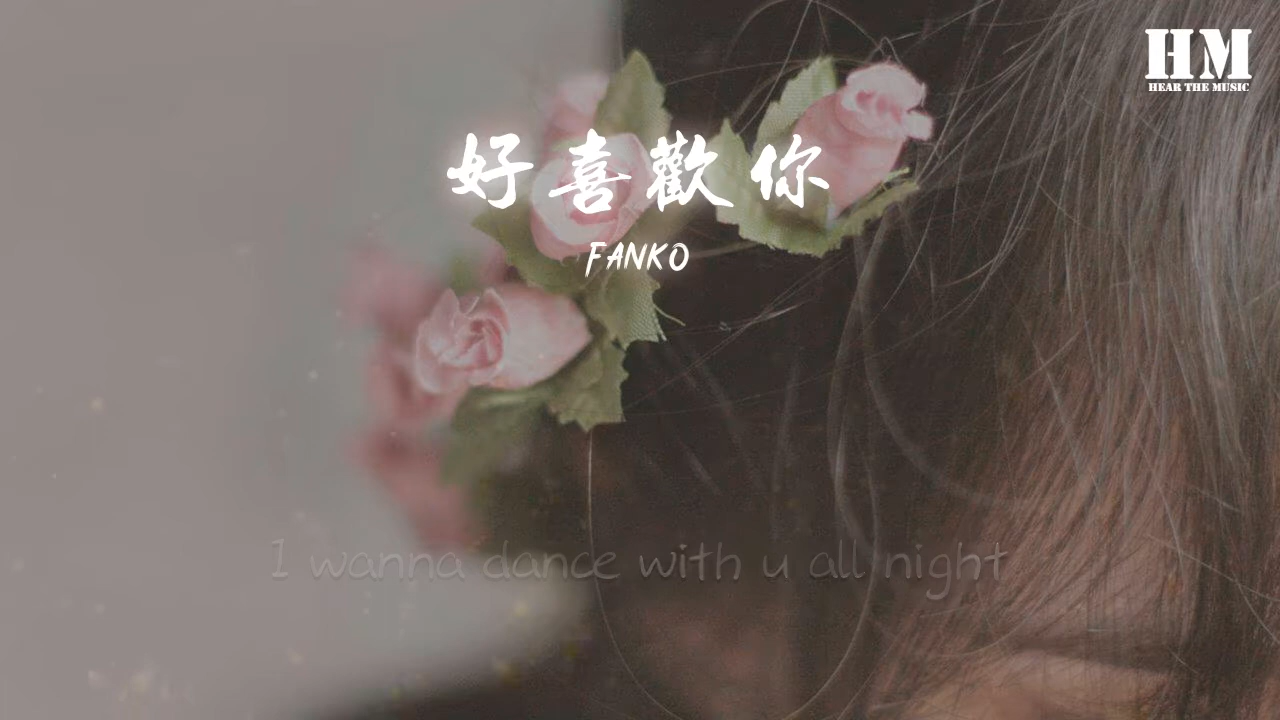 HM
HEAR THE MUSIC
好喜歡你
FANKO
I wanna dance with u all night